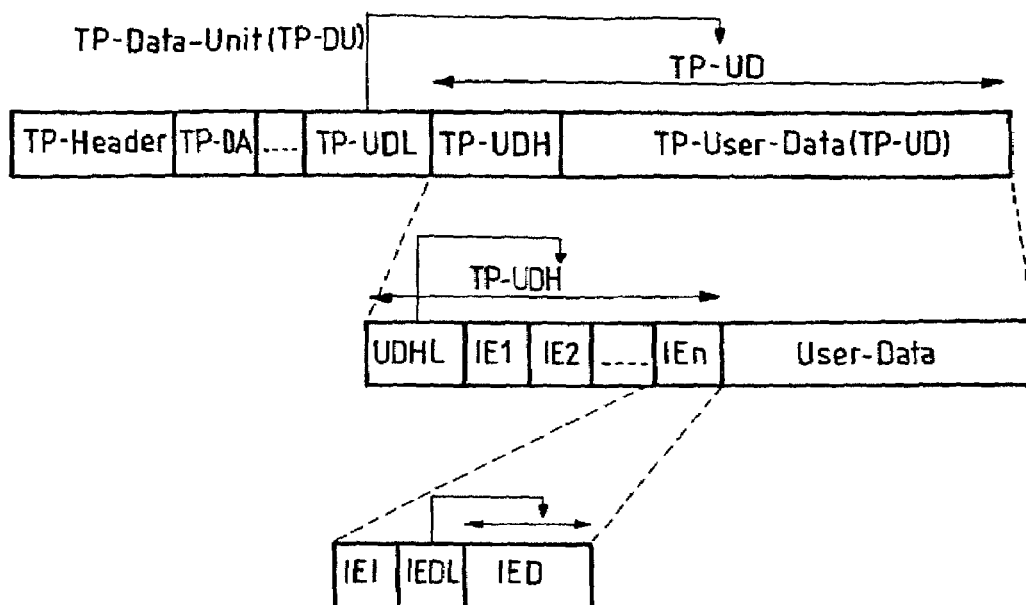 TP-Data-Unit(TP-DU)
TP-UD
TP-Header TP-DA ---- TP-UDL TP-UDH TP-User-Data(TP-UD)
TP-UDH
UDHL IE1 IE2 ---- IEn User-Data
IEI IEDL IED